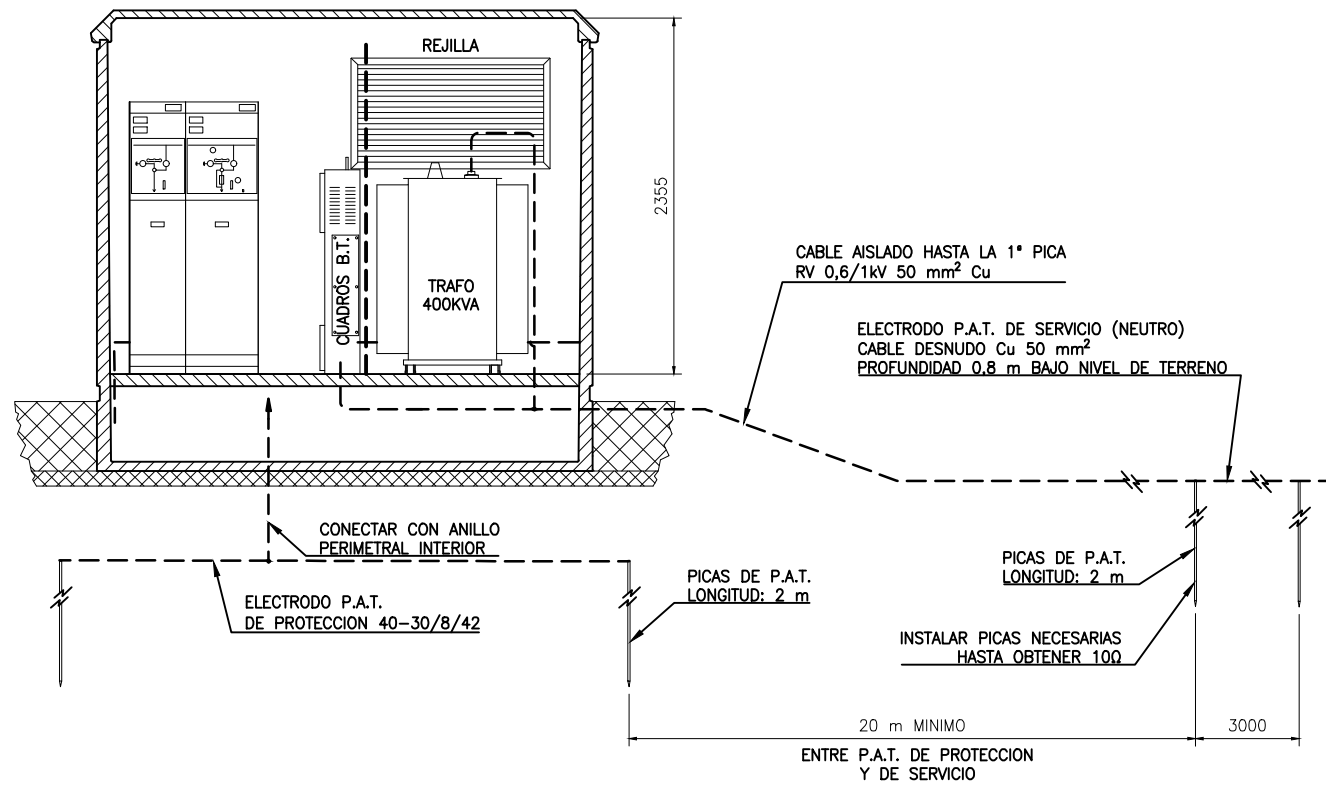 REJILLA
2355
CUADROS B.T.
TRAFO
400KVA
CABLE AISLADO HASTA LA 1ª PICA
RV 0,6/1kV 50 mm² Cu
ELECTRODO P.A.T. DE SERVICIO (NEUTRO)
CABLE DESNUDO Cu 50 mm²
PROFUNDIDAD 0,8 m BAJO NIVEL DE TERRENO
CONECTAR CON ANILLO
PERIMETRAL INTERIOR
PICAS DE P.A.T.
LONGITUD: 2 m
PICAS DE P.A.T.
LONGITUD: 2 m
ELECTRODO P.A.T.
DE PROTECCION 40-30/8/42
INSTALAR PICAS NECESARIAS
HASTA OBTENER 10Ω
20 m MINIMO
3000
ENTRE P.A.T. DE PROTECCION
Y DE SERVICIO